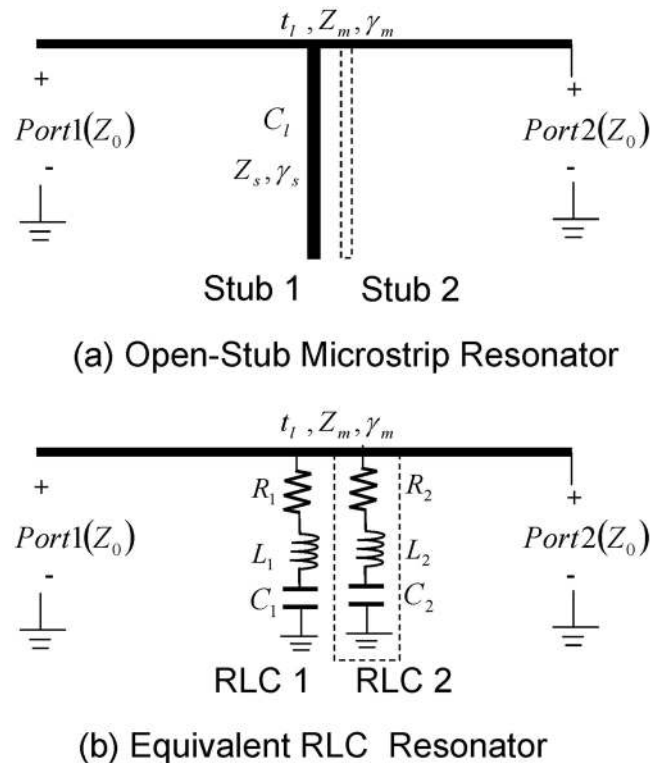 t_l , Z_m, γ_m
+ +
C_l
Port1(Z_0) Port2(Z_0)
Z_s, γ_s
- -
Stub 1 Stub 2
(a) Open-Stub Microstrip Resonator
t_l , Z_m, γ_m
+ R_1 R_2 +
Port1(Z_0) L_1 L_2 Port2(Z_0)
- C_1 C_2 -
RLC 1 RLC 2
(b) Equivalent RLC Resonator